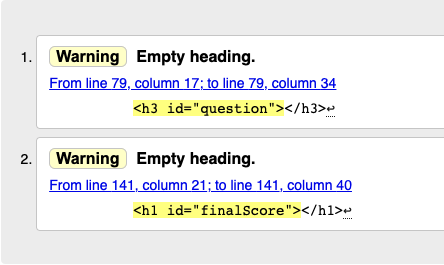 1. Warning Empty heading.
From line 79, column 17; to line 79, column 34
<h3 id="question"></h3>↩
2. Warning Empty heading.
From line 141, column 21; to line 141, column 40
<h1 id="finalScore"></h1>↩